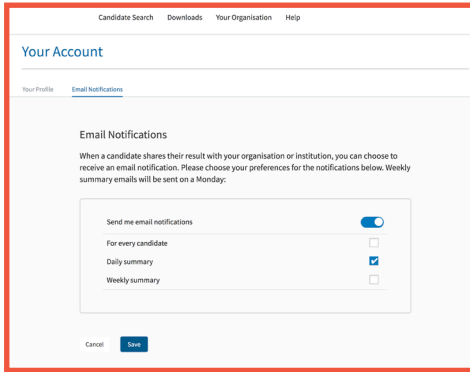 Candidate Search Downloads Your Organisation Help
Your Account
Your Profile Email Notifications
Email Notifications
When a candidate shares their result with your organisation or institution, you can choose to
receive an email notification. Please choose your preferences for the notifications below. Weekly
summary emails will be sent on a Monday:
Send me email notifications
For every candidate
Daily summary
Weekly summary
Cancel Save